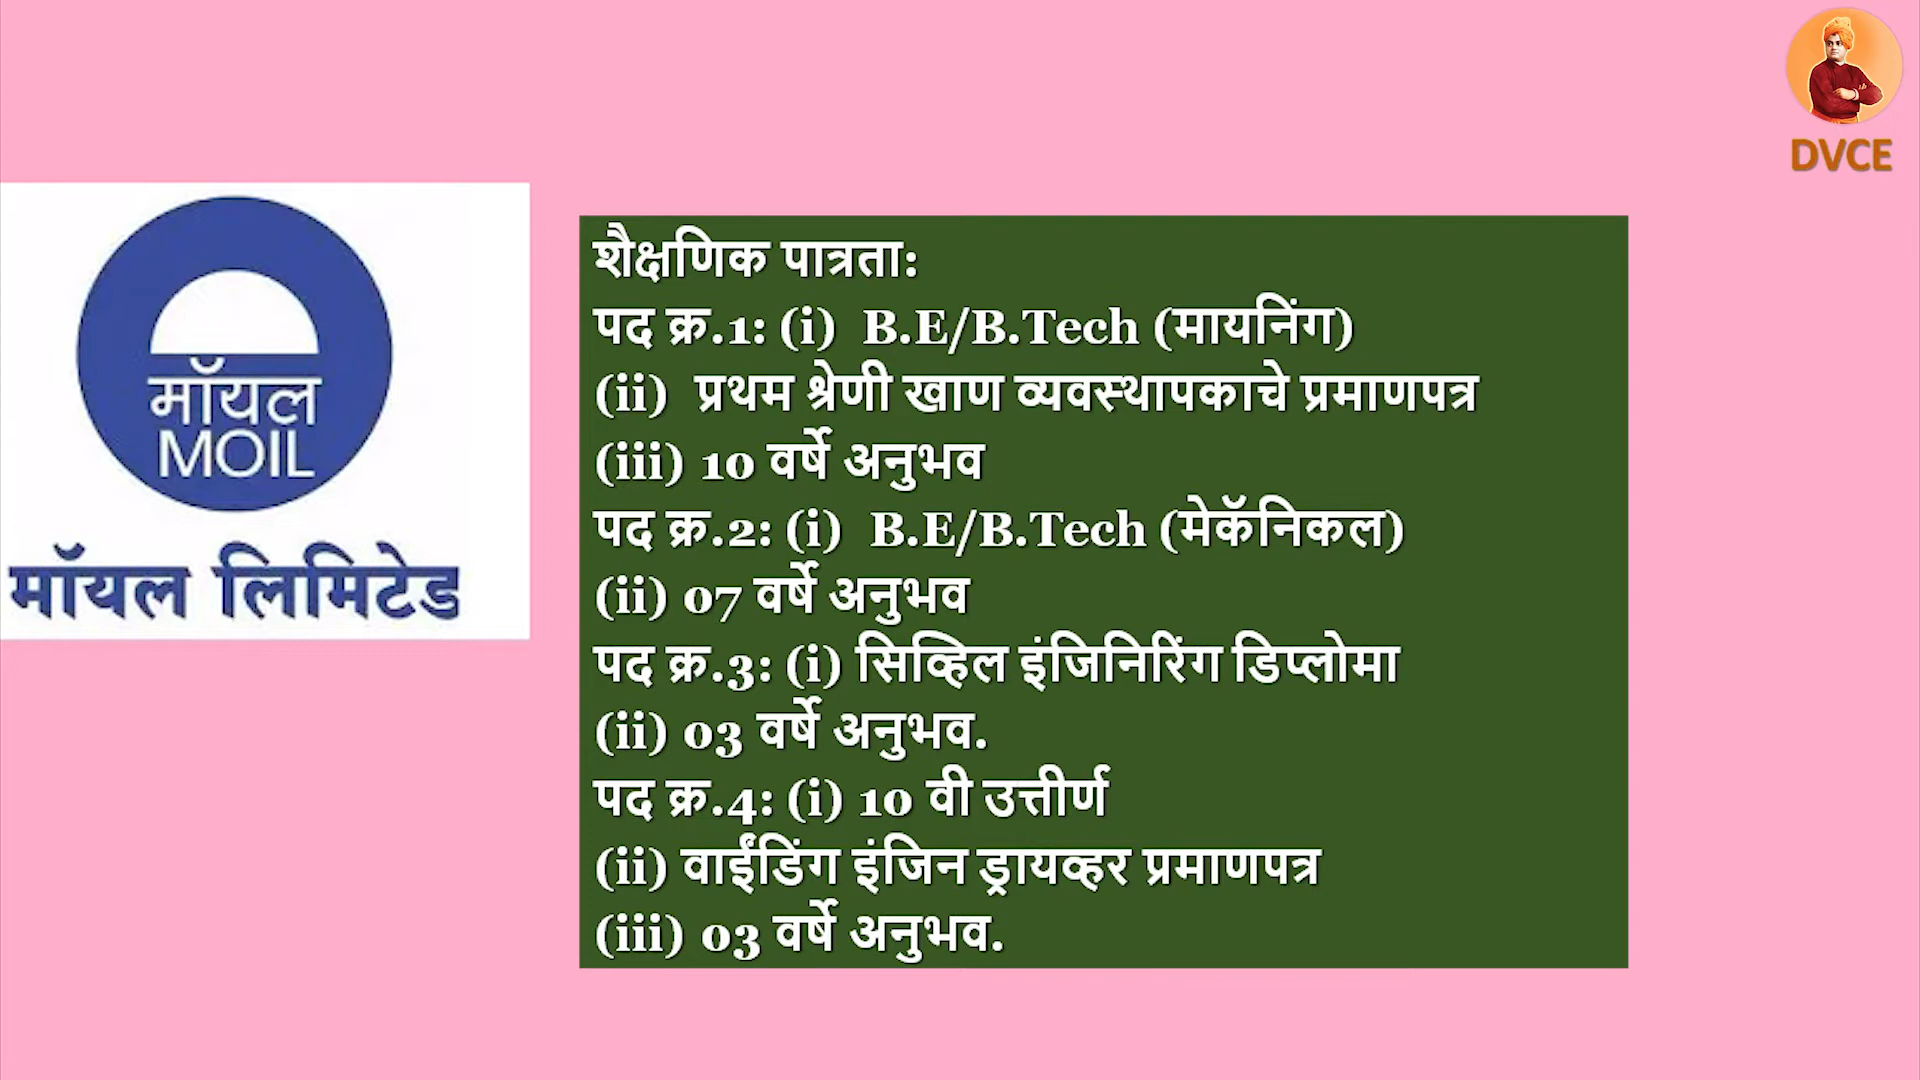 DVCE
मॉयल
MOIL
मॉयल लिमिटेड
शैक्षणिक पात्रता:
पद क्र.1: (i) B.E/B.Tech (मायनिंग)
(ii) प्रथम श्रेणी खाण व्यवस्थापकाचे प्रमाणपत्र
(iii) 10 वर्षे अनुभव
पद क्र.2: (i) B.E/B.Tech (मेकॅनिकल)
(ii) 07 वर्षे अनुभव
पद क्र.3: (i) सिव्हिल इंजिनिरिंग डिप्लोमा
(ii) 03 वर्षे अनुभव.
पद क्र.4: (i) 10 वी उत्तीर्ण
(ii) वाईंडिंग इंजिन ड्रायव्हर प्रमाणपत्र
(iii) 03 वर्षे अनुभव.